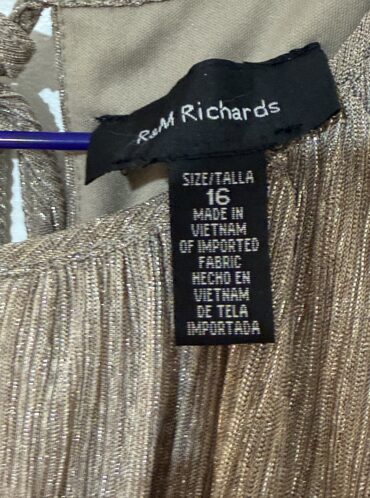 R&M Richards
SIZE/TALLA
16
MADE IN
VIETNAM
OF IMPORTED
FABRIC
HECHO EN
VIETNAM
DE TELA
IMPORTADA